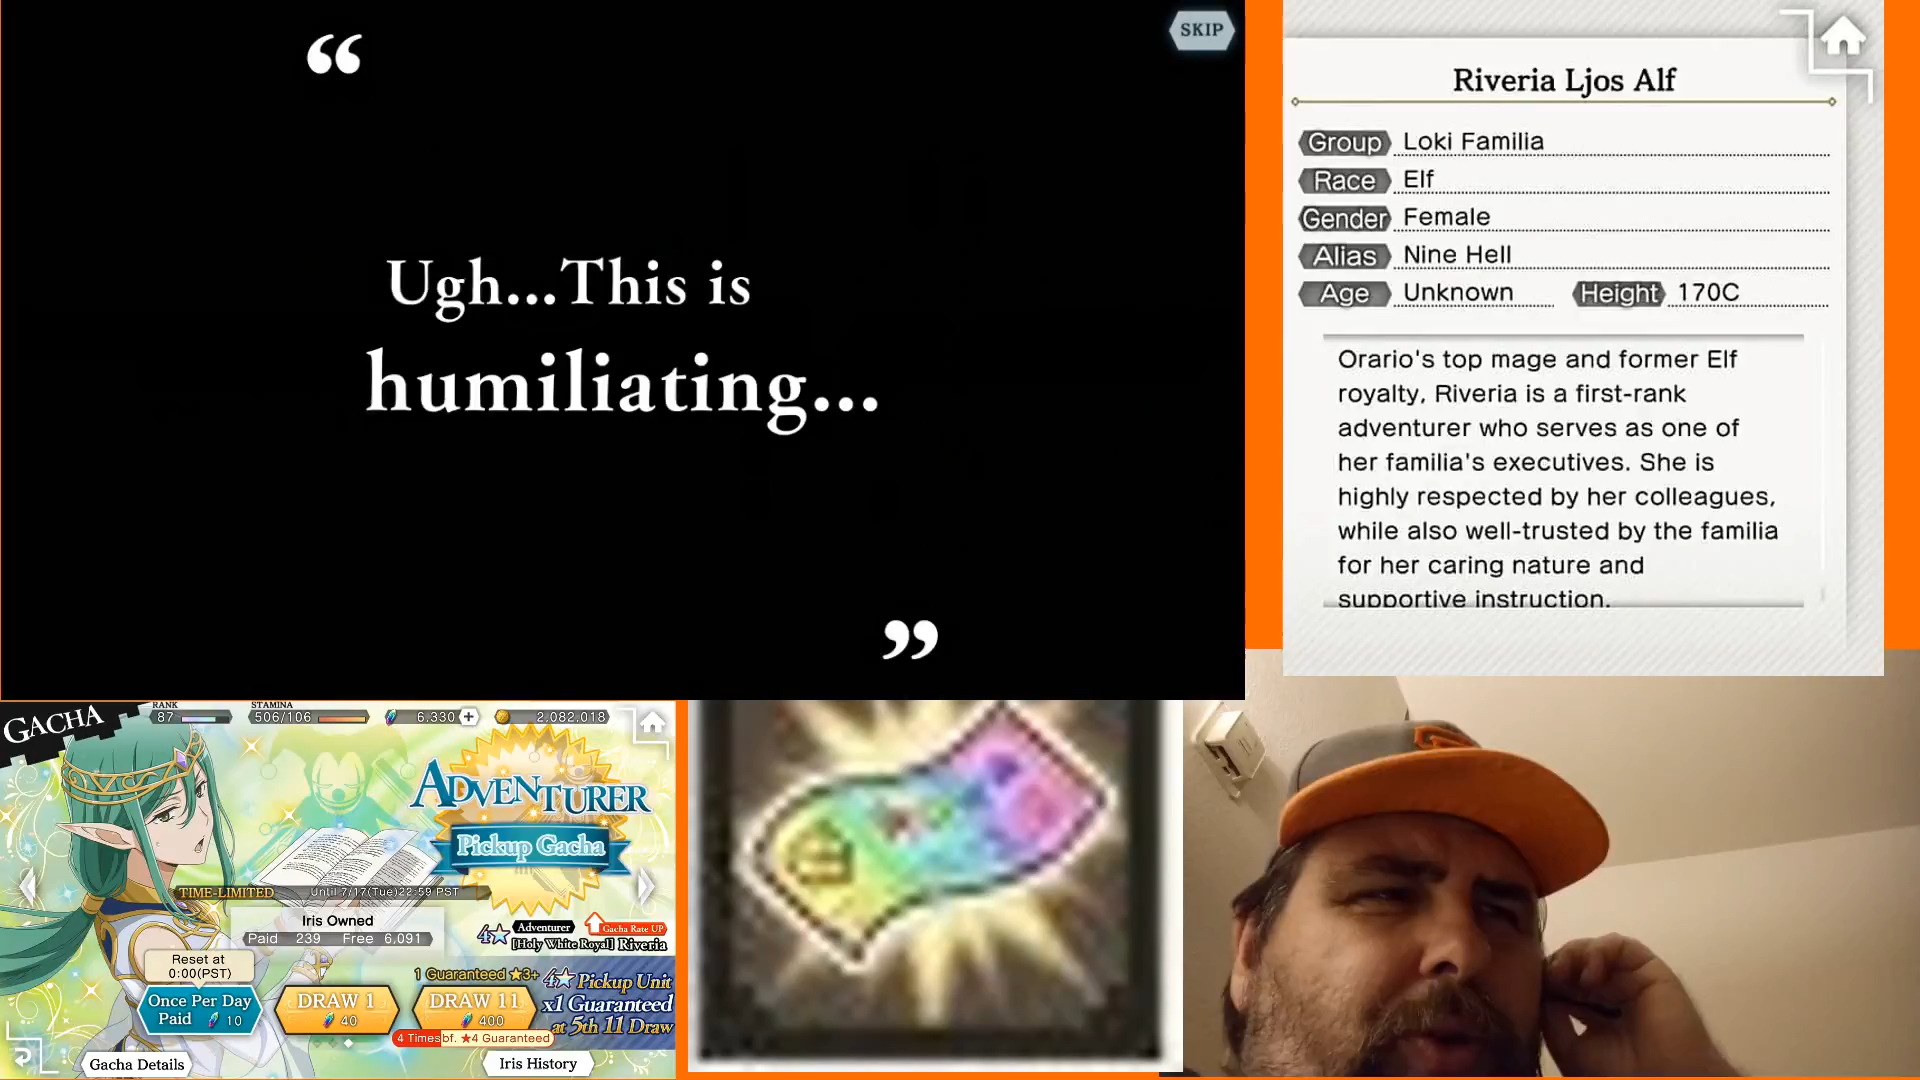 “
SKIP
Ugh...This is
humiliating...
”
Riveria Ljos Alf
Group Loki Familia
Race Elf
Gender Female
Alias Nine Hell
Age Unknown Height 170C
Orario's top mage and former Elf
royalty, Riveria is a first-rank
adventurer who serves as one of
her familia's executives. She is
highly respected by her colleagues,
while also well-trusted by the familia
for her caring nature and
supportive instruction.
GACHA
RANK
87
STAMINA
506/106
6,330
2,082,018
ADVENTURER
Pickup Gacha
TIME-LIMITED Until 7/17(Tue)22:59 PST
Iris Owned
Paid 239 Free 6,091
4★ Adventurer Gacha Rate UP
[Holy White Royal] Riveria
Reset at
0:00(PST)
Once Per Day
Paid 10
DRAW 1
40
1 Guaranteed ★3+
DRAW 11
400
4★ Pickup Unit
x1 Guaranteed
at 5th 11 Draw
4 Times bf. ★4 Guaranteed
Gacha Details
Iris History